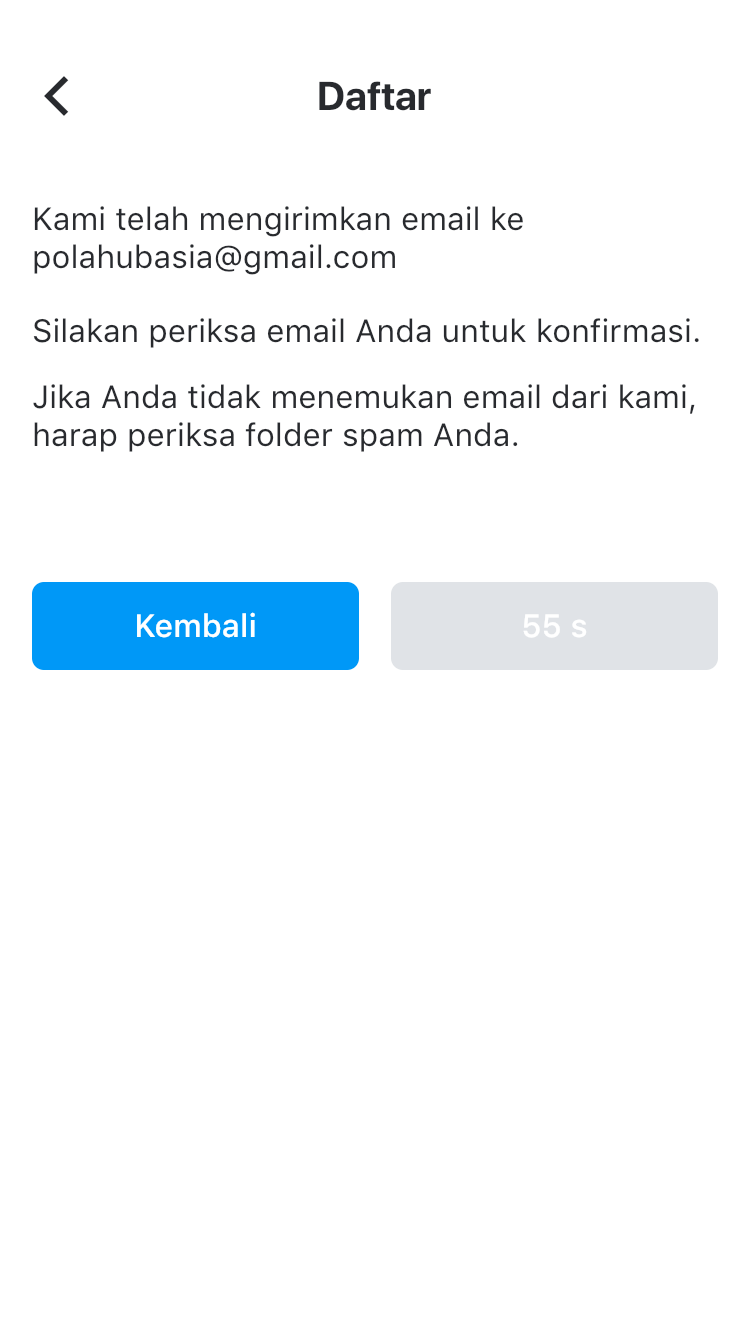 Daftar
Kami telah mengirimkan email ke
polahubasia@gmail.com
Silakan periksa email Anda untuk konfirmasi.
Jika Anda tidak menemukan email dari kami,
harap periksa folder spam Anda.
Kembali
55 s